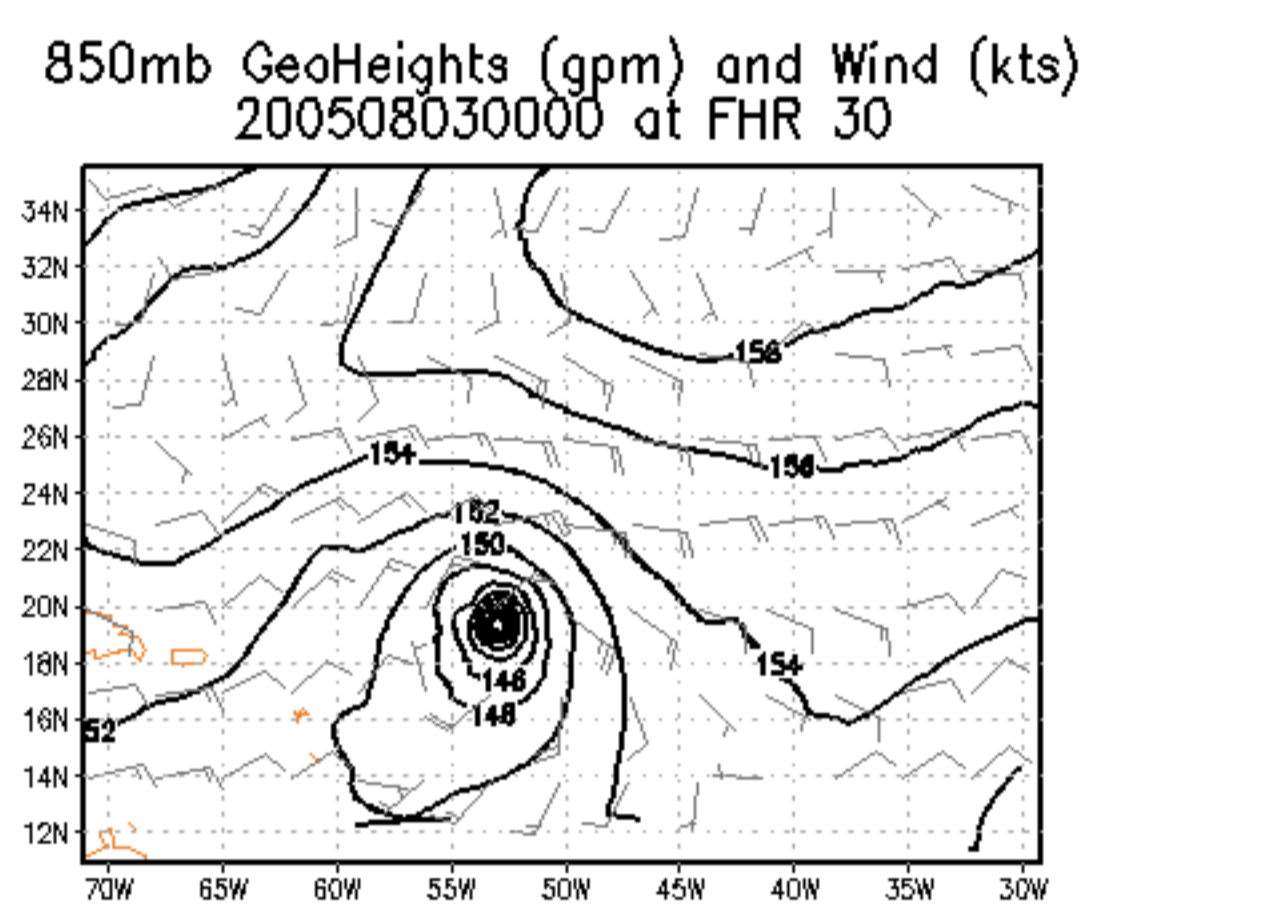 850mb GeoHeights (gpm) and Wind (kts)
200508030000 at FHR 30
34N
32N
30N
158
28N
26N
154
156
24N
152
22N
150
20N
18N
154
146
148
16N
52
14N
12N
70W 65W 60W 55W 50W 45W 40W 35W 30W